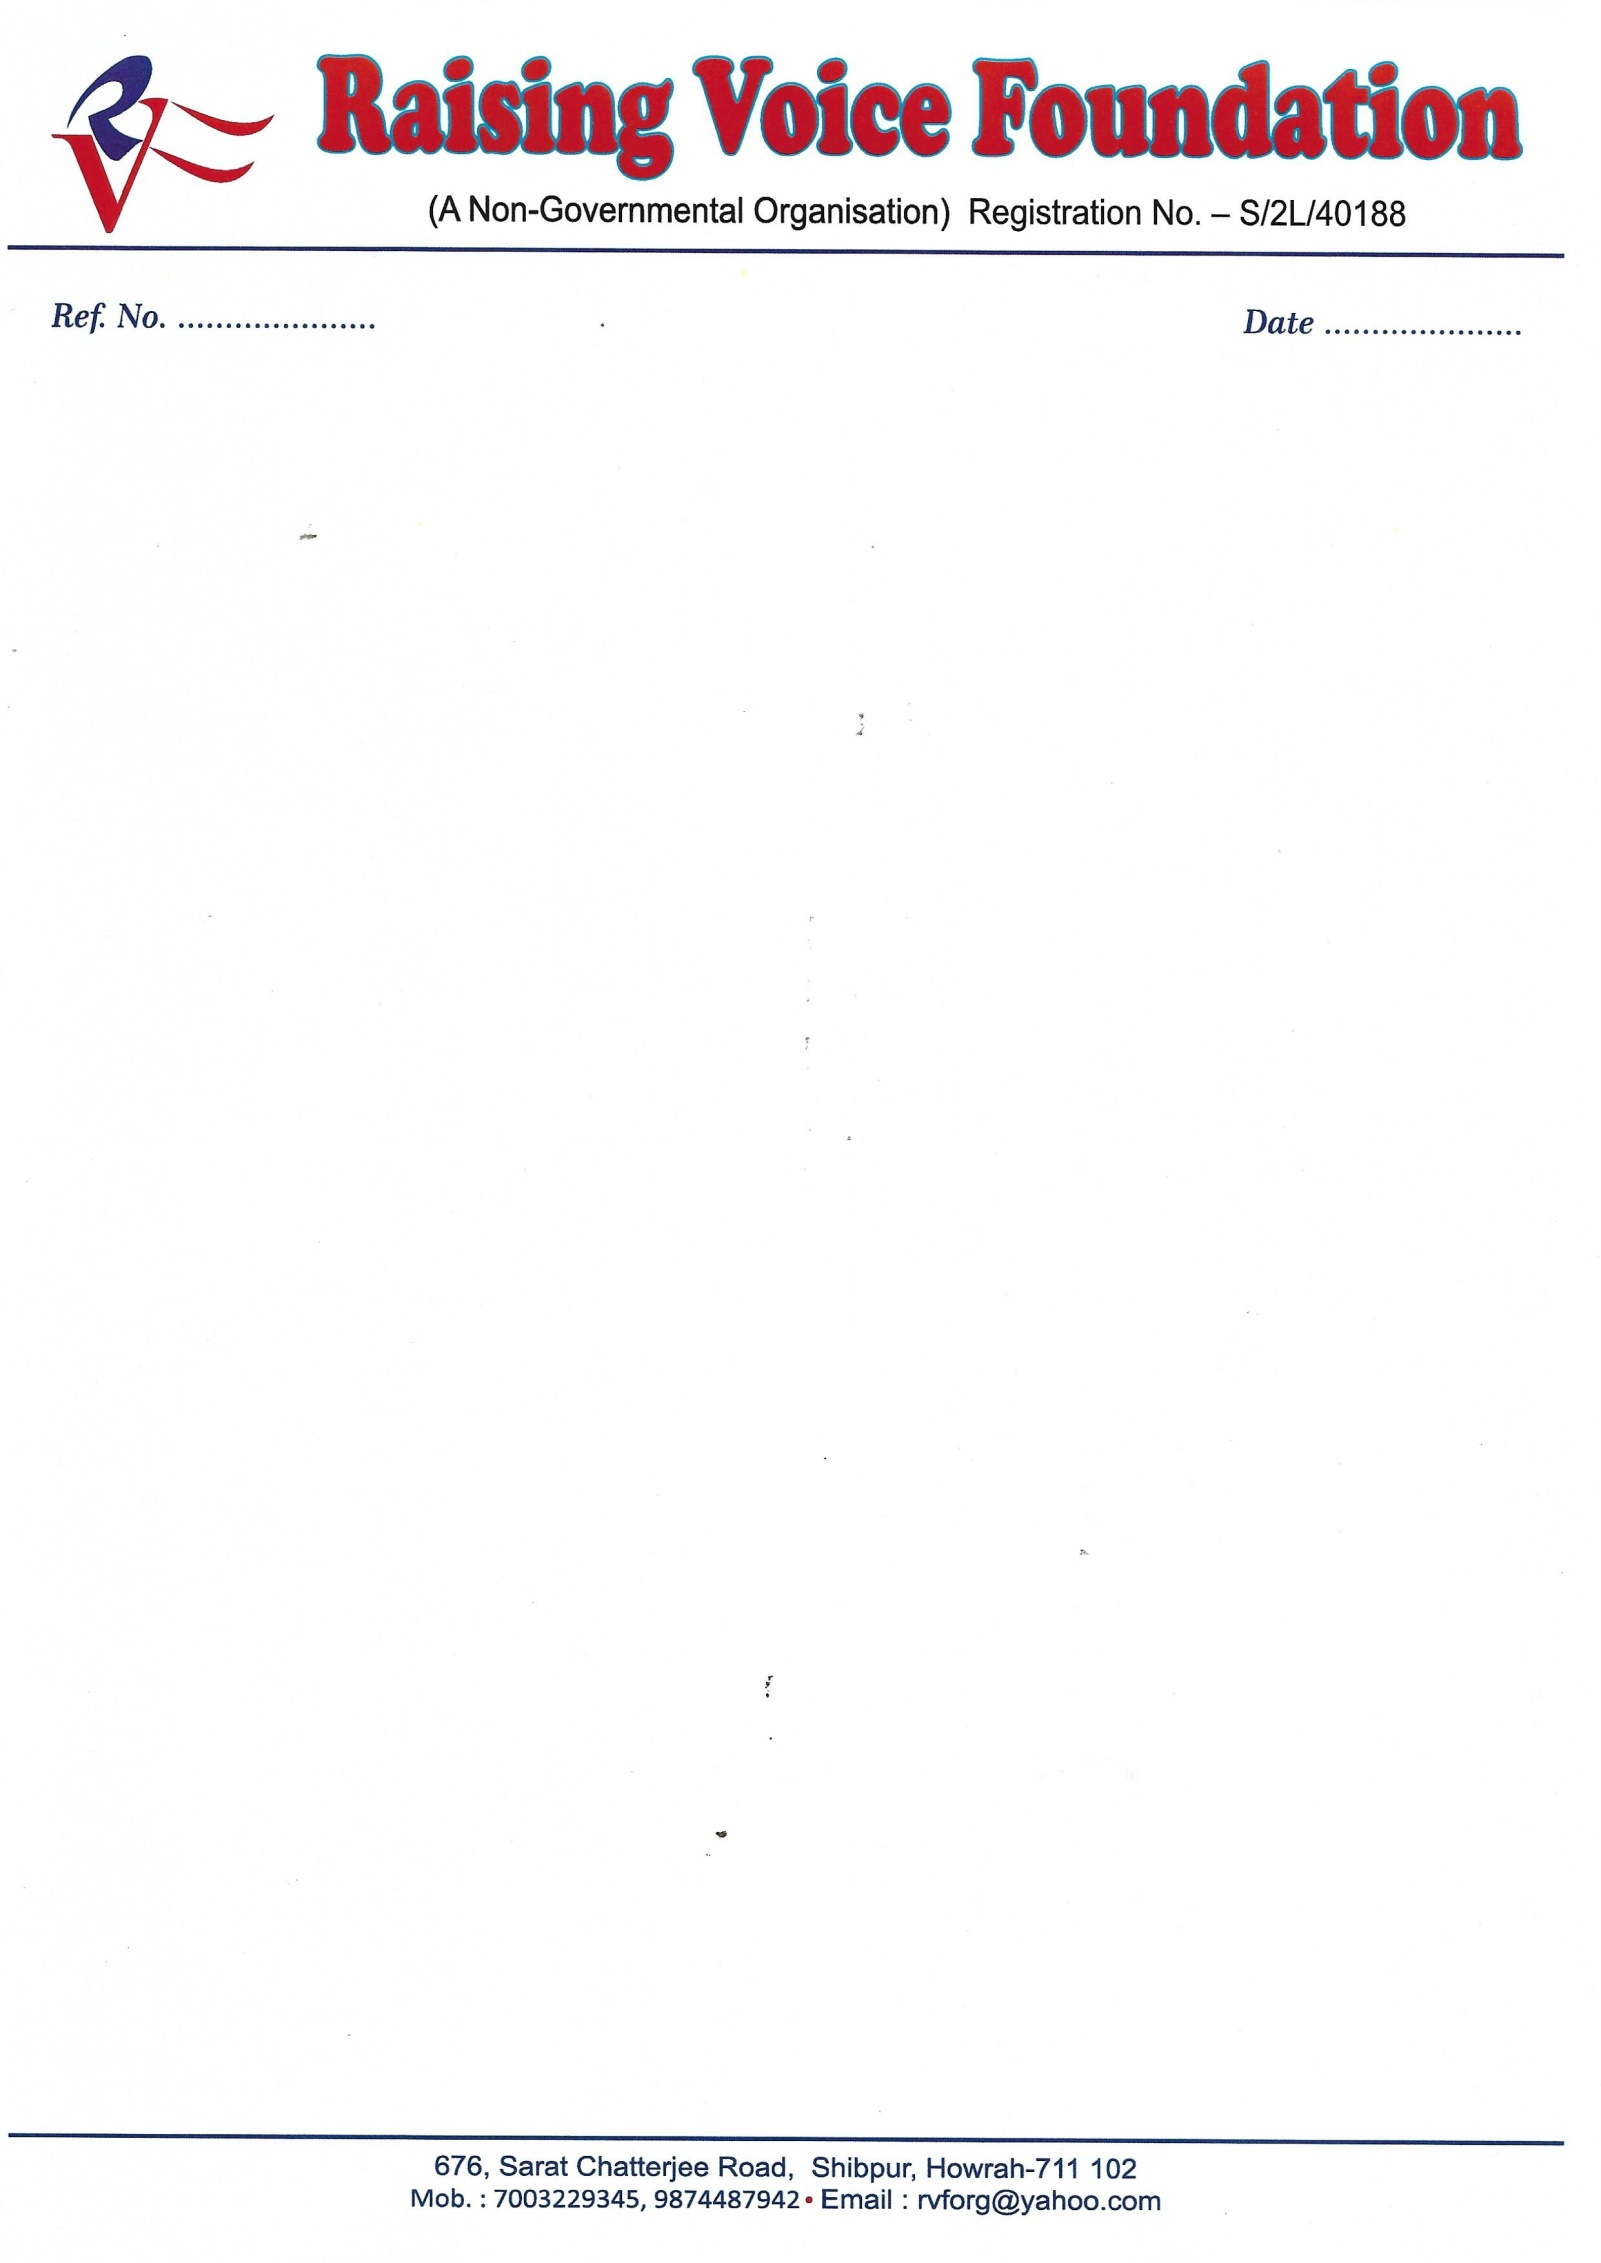 RV
Raising Voice Foundation
(A Non-Governmental Organisation) Registration No. – S/2L/40188
Ref. No. ..................... Date .....................
676, Sarat Chatterjee Road, Shibpur, Howrah-711 102
Mob. : 7003229345, 9874487942 • Email : rvforg@yahoo.com